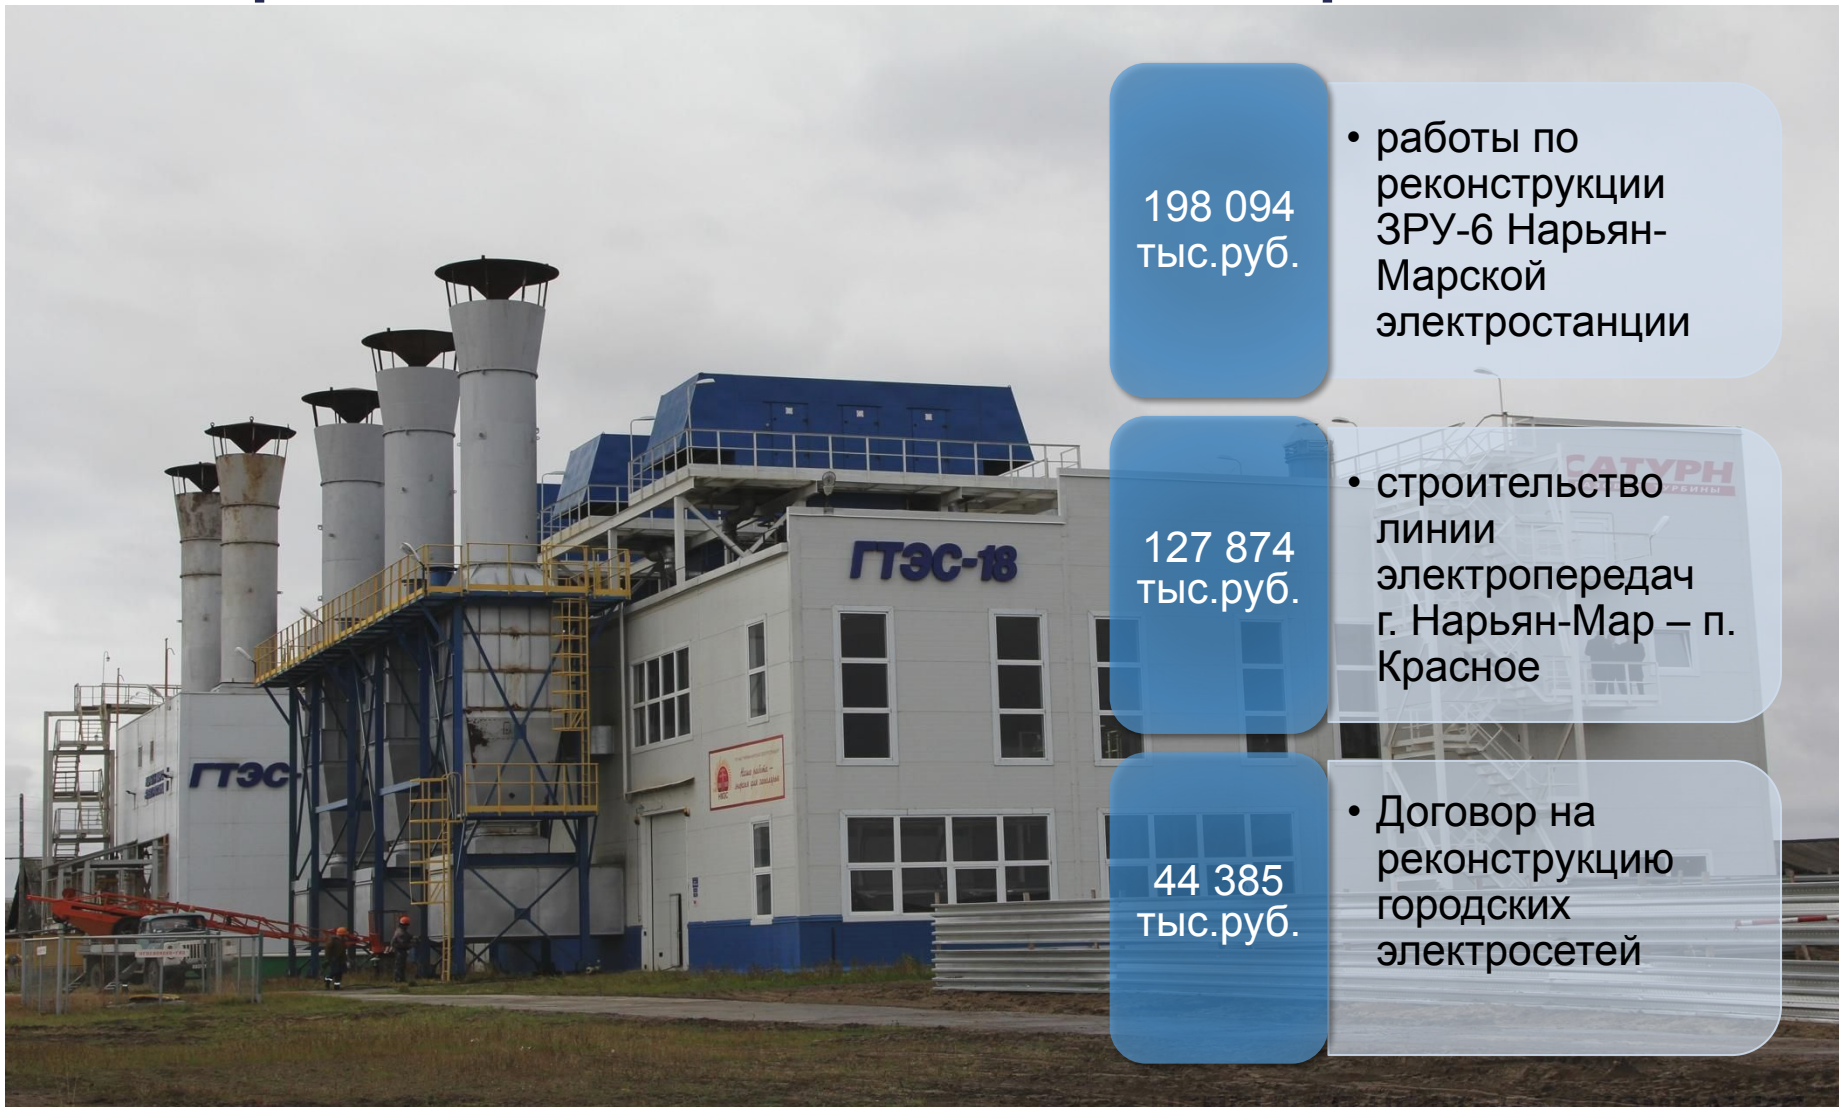 198 094
тыс.руб.
• работы по
реконструкции
ЗРУ-6 Нарьян-
Марской
электростанции
127 874
тыс.руб.
• строительство
линии
электропередач
г. Нарьян-Мар – п.
Красное
44 385
тыс.руб.
• Договор на
реконструкцию
городских
электросетей
САТУРН
ГТЭС-18
ГТЭС-